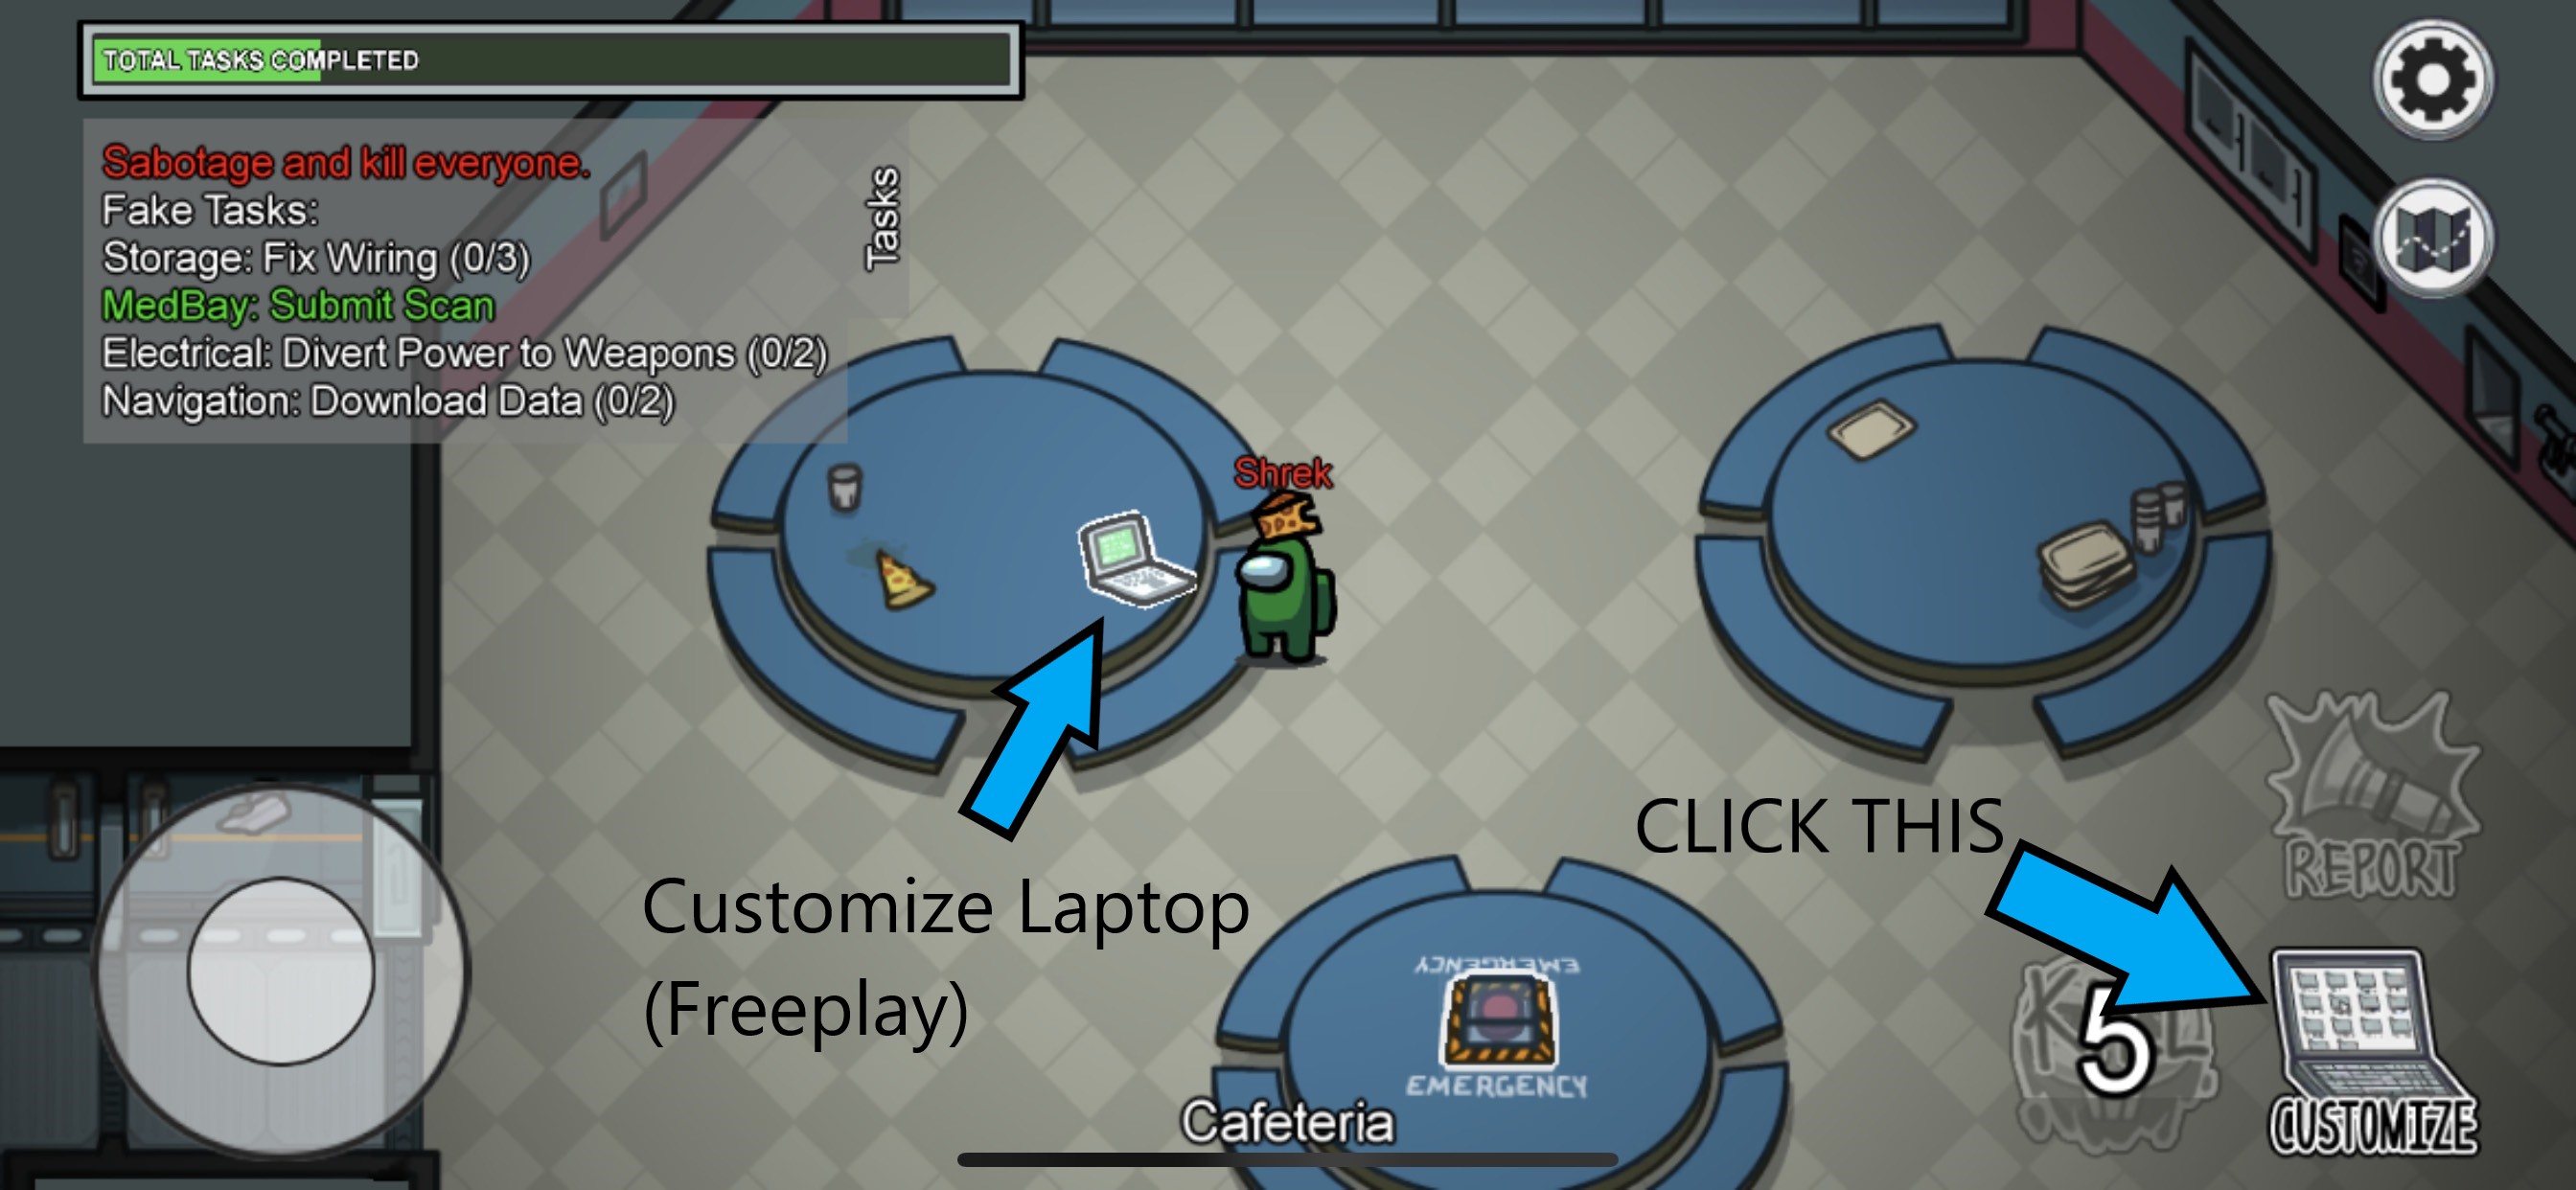 TOTAL TASKS COMPLETED
Sabotage and kill everyone.
Fake Tasks:
Storage: Fix Wiring (0/3)
MedBay: Submit Scan
Electrical: Divert Power to Weapons (0/2)
Navigation: Download Data (0/2)
Tasks
Shrek
CLICK THIS
Customize Laptop
(Freeplay)
REPORT
EMERGENCY
EMERGENCY
5
CUSTOMIZE
Cafeteria